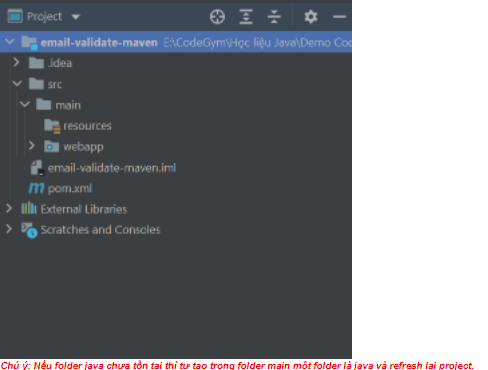 Project
email-validate-maven E:\CodeGym\Học liệu Java\Demo Coc
.idea
src
main
resources
webapp
email-validate-maven.iml
pom.xml
External Libraries
Scratches and Consoles
Chú ý: Nếu folder java chưa tồn tại thì tự tạo trong folder main một folder là java và refresh lại project.